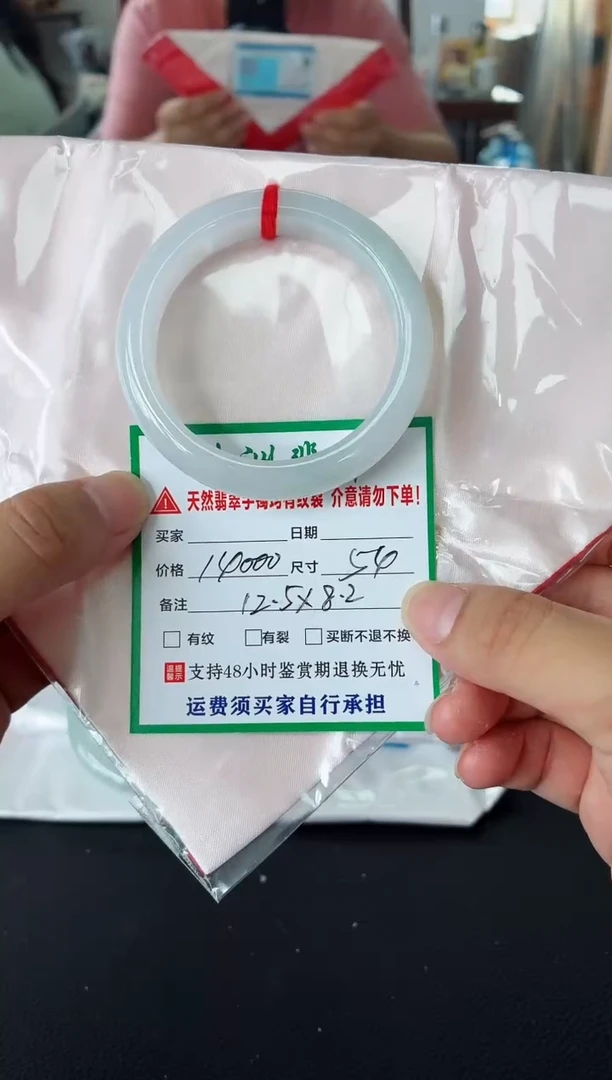 天然翡翠手镯均有纹裂 介意请勿下单!
买家 日期
价格 14000 尺寸 54
备注 12.5X8.2
有纹 有裂 买断不退不换
温馨提示 支持48小时鉴赏期退换无忧
运费须买家自行承担